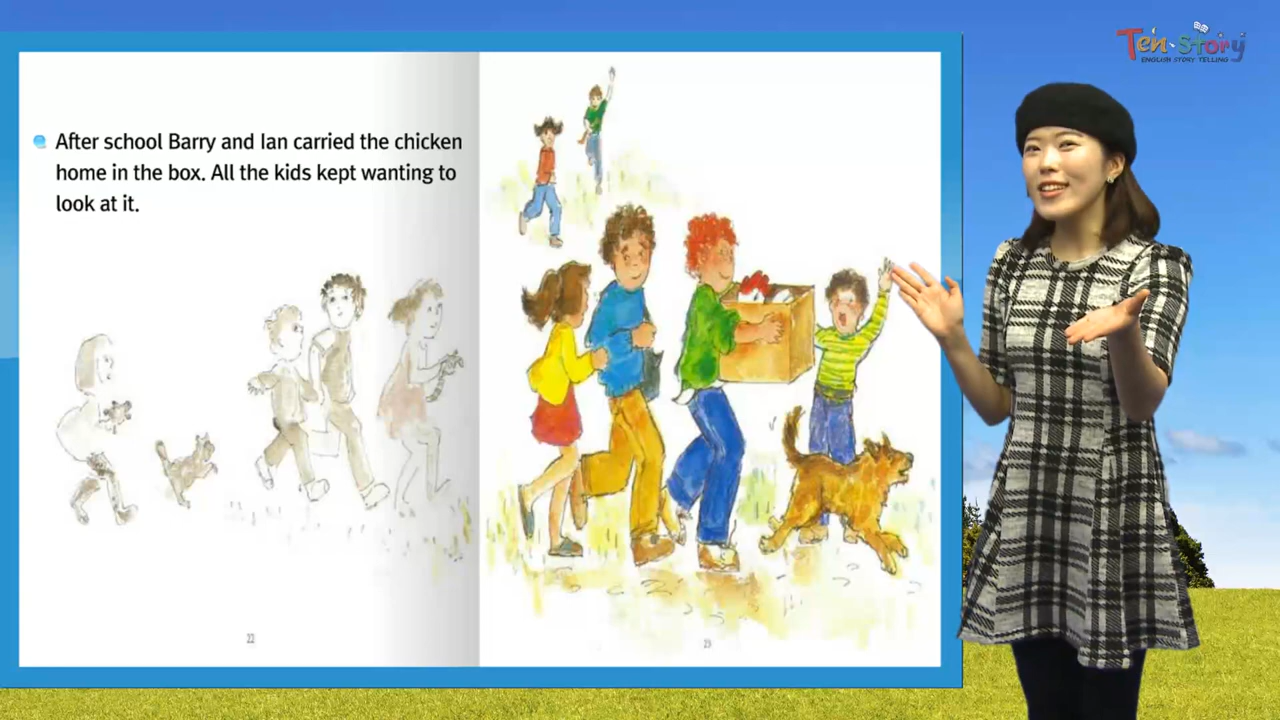 Ten Story
ENGLISH STORY TELLING
After school Barry and Ian carried the chicken
home in the box. All the kids kept wanting to
look at it.
22
23